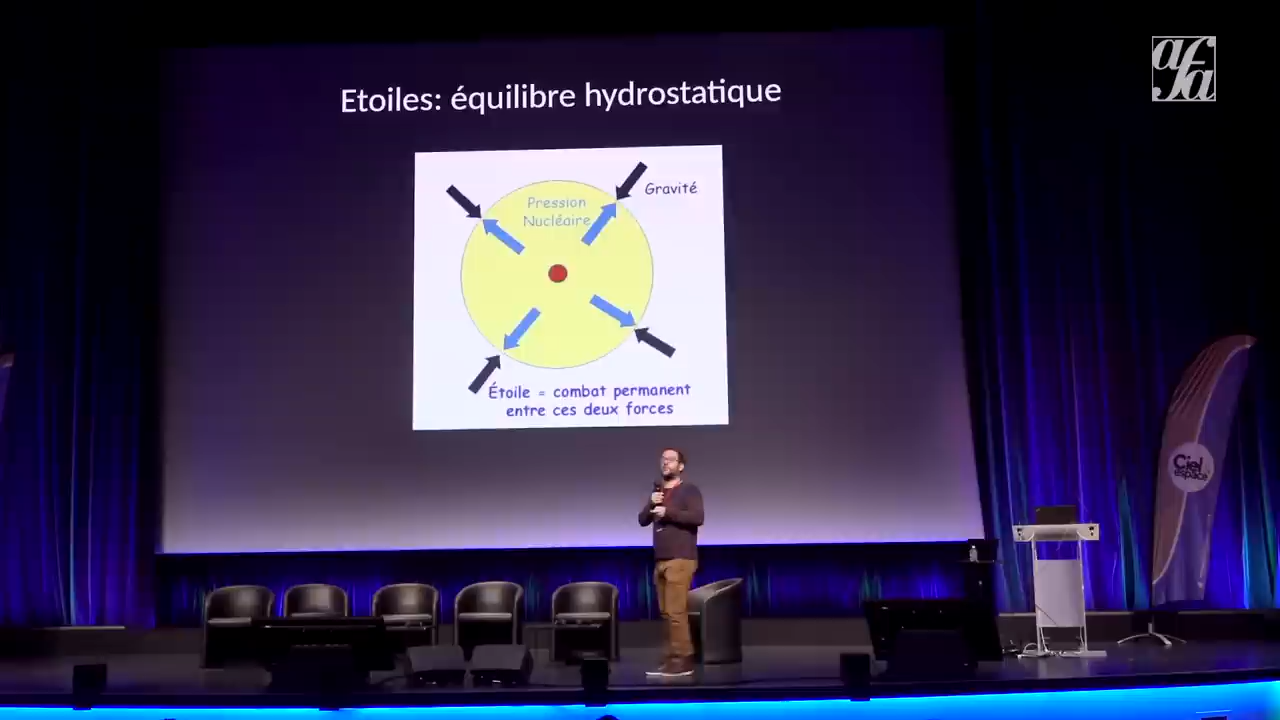 Etoiles: équilibre hydrostatique
afa
Gravité
Pression
Nucléaire
Étoile = combat permanent
entre ces deux forces
Ciel
espace